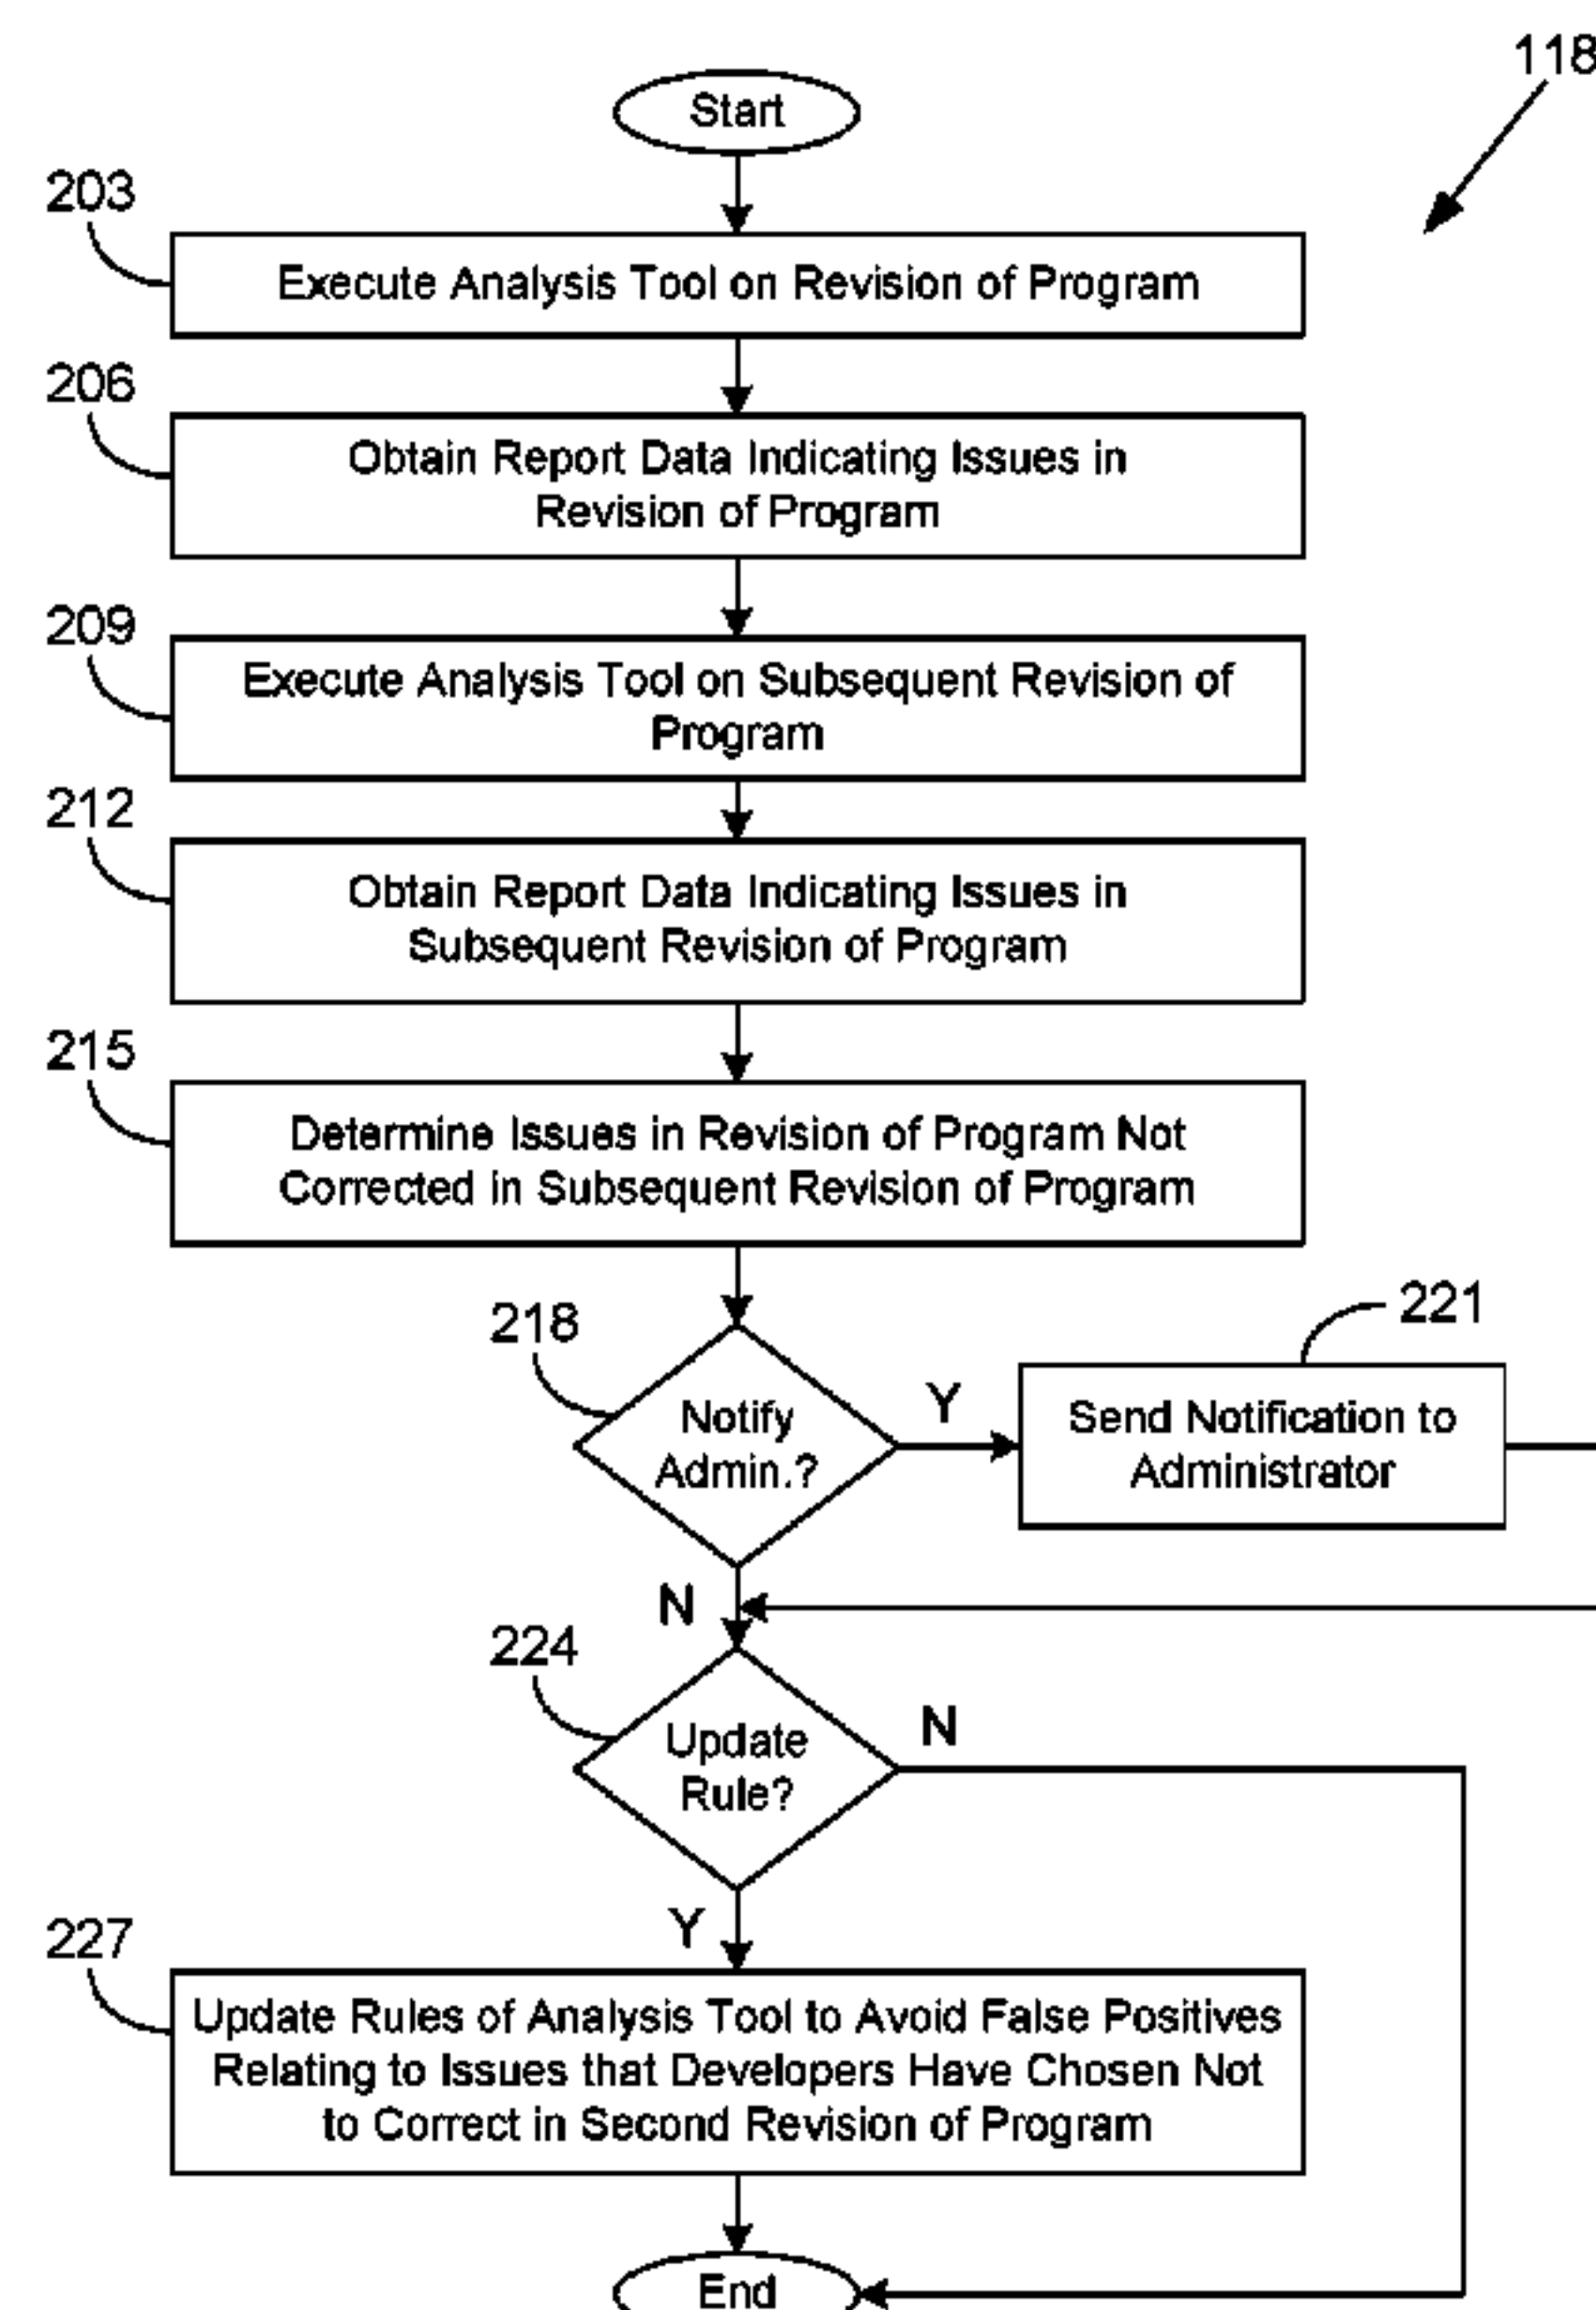 118
Start
203
Execute Analysis Tool on Revision of Program
206
Obtain Report Data Indicating Issues in
Revision of Program
209
Execute Analysis Tool on Subsequent Revision of
Program
212
Obtain Report Data Indicating Issues in
Subsequent Revision of Program
215
Determine Issues in Revision of Program Not
Corrected in Subsequent Revision of Program
218
Notify
Admin.?
Y
221
Send Notification to
Administrator
N
224
Update
Rule?
N
Y
227
Update Rules of Analysis Tool to Avoid False Positives
Relating to Issues that Developers Have Chosen Not
to Correct in Second Revision of Program
End